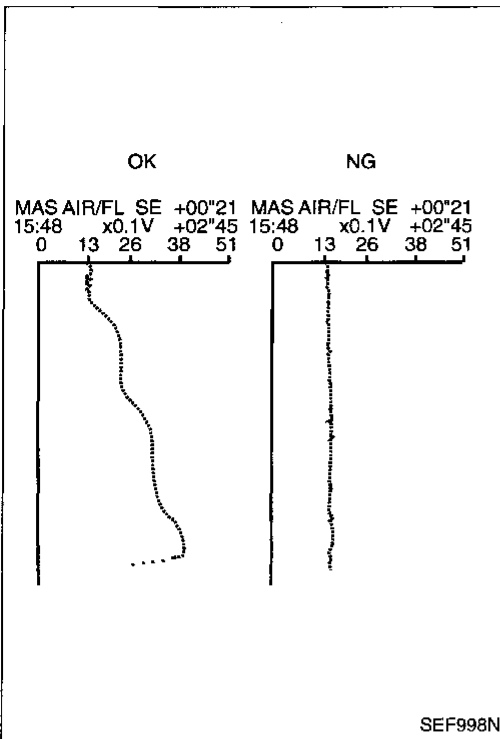 OK
MAS AIR/FL SE +00"21
15:48 x0.1V +02"45
0 13 26 38 51
NG
MAS AIR/FL SE +00"21
15:48 x0.1V +02"45
0 13 26 38 51
SEF998N